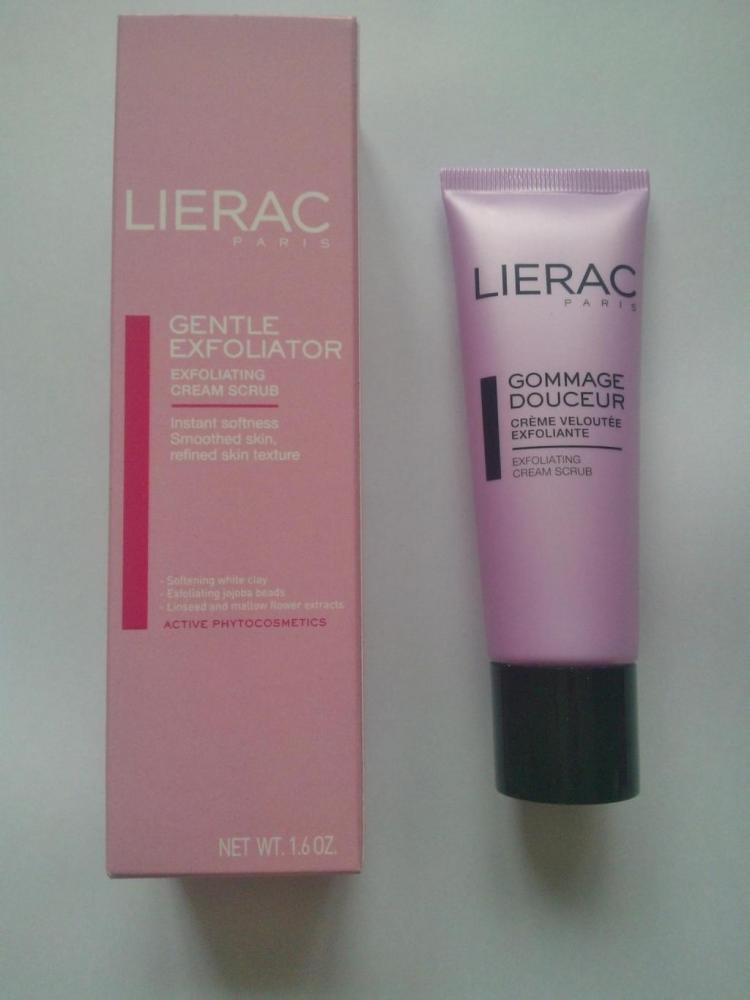 LIERAC
PARIS
GENTLE
EXFOLIATOR
EXFOLIATING
CREAM SCRUB
Instant softness
Smoothed skin,
refined skin texture
- Softening white clay
- Exfoliating jojoba beads
- Linseed and mallow flower extracts
ACTIVE PHYTOCOSMETICS
NET WT. 1.6 OZ.
LIERAC
PARIS
GOMMAGE
DOUCEUR
CRÈME VELOUTÉE
EXFOLIANTE
EXFOLIATING
CREAM SCRUB